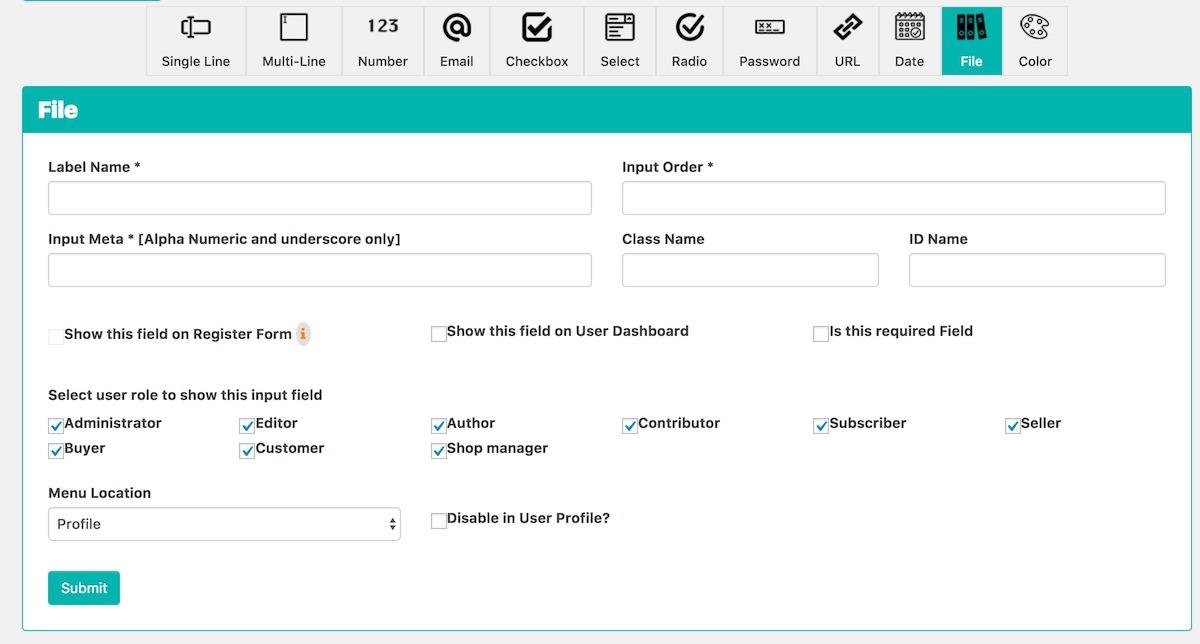 123
Single Line Multi-Line Number Email Checkbox Select Radio Password URL Date File Color
File
Label Name * Input Order *
Input Meta * [Alpha Numeric and underscore only] Class Name ID Name
Show this field on Register Form i Show this field on User Dashboard Is this required Field
Select user role to show this input field
Administrator Editor Author Contributor Subscriber Seller
Buyer Customer Shop manager
Menu Location
Profile Disable in User Profile?
Submit